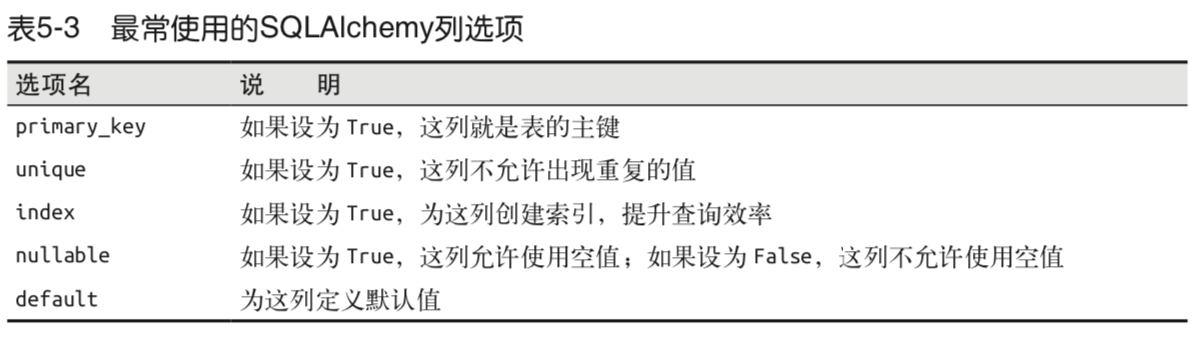 表5-3 最常使用的SQLAlchemy列选项
选项名 说 明
primary_key 如果设为 True，这列就是表的主键
unique 如果设为 True，这列不允许出现重复的值
index 如果设为 True，为这列创建索引，提升查询效率
nullable 如果设为 True，这列允许使用空值；如果设为 False，这列不允许使用空值
default 为这列定义默认值